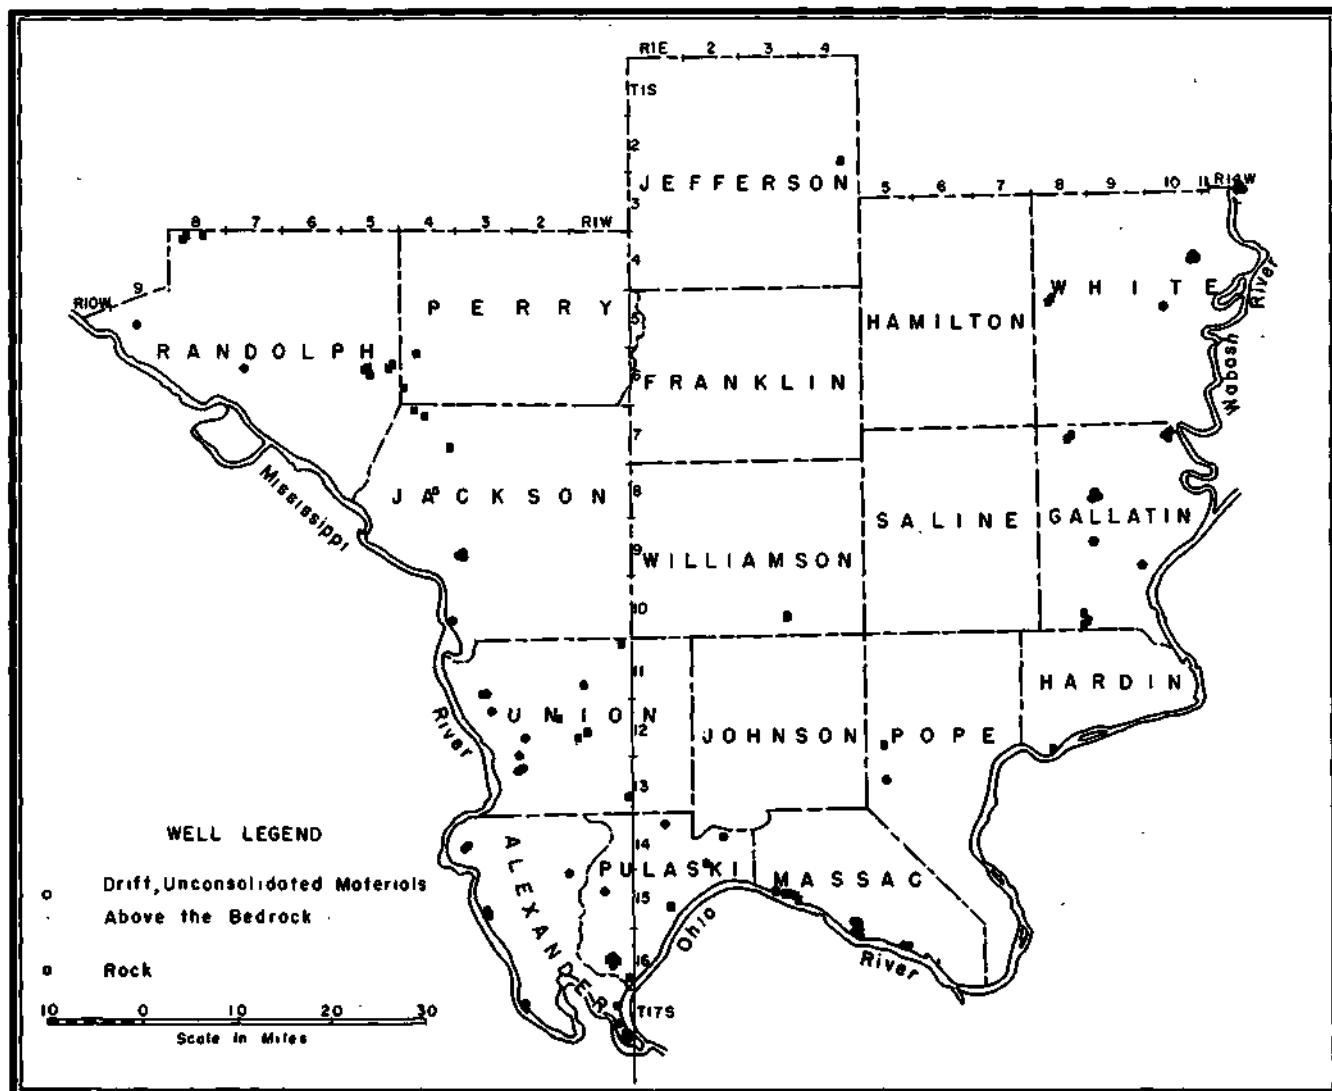 R1E 2 3 4
T1S
2
JEFFERSON
3
5 6 7 8 9 10 11 R14W
8 7 6 5 4 3 2 R1W
4
WHITE
R10W 9
PERRY
5
HAMILTON
River
RANDOLPH
6
FRANKLIN
Wabash
7
Mississippi
JACKSON
8
SALINE
GALLATIN
9
WILLIAMSON
10
11
HARDIN
River
UNION
12
JOHNSON
POPE
13
WELL LEGEND
14
ALEXANDER
PULASKI
MASSAC
Drift, Unconsolidated Materials
Above the Bedrock
15
Ohio
River
Rock
16
10 0 10 20 30
T17S
Scale in Miles